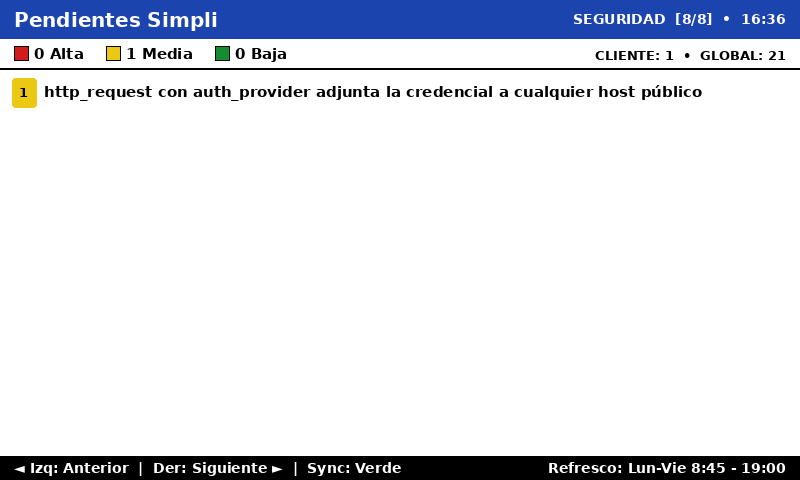 Pendientes Simpli
SEGURIDAD [8/8] • 16:36
0 Alta 1 Media 0 Baja
CLIENTE: 1 • GLOBAL: 21
1 http_request con auth_provider adjunta la credencial a cualquier host público
◄ Izq: Anterior | Der: Siguiente ► | Sync: Verde
Refresco: Lun-Vie 8:45 - 19:00